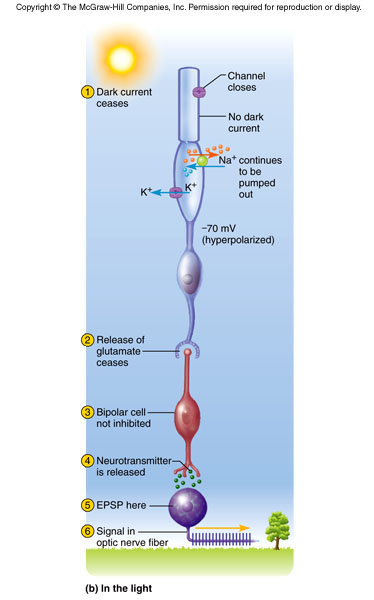 Copyright © The McGraw-Hill Companies, Inc. Permission required for reproduction or display.
Channel
closes
1 Dark current
ceases
No dark
current
Na+ continues
to be
pumped
out
K+
K+
−70 mV
(hyperpolarized)
2 Release of
glutamate
ceases
3 Bipolar cell
not inhibited
4 Neurotransmitter
is released
5 EPSP here
6 Signal in
optic nerve fiber
(b) In the light